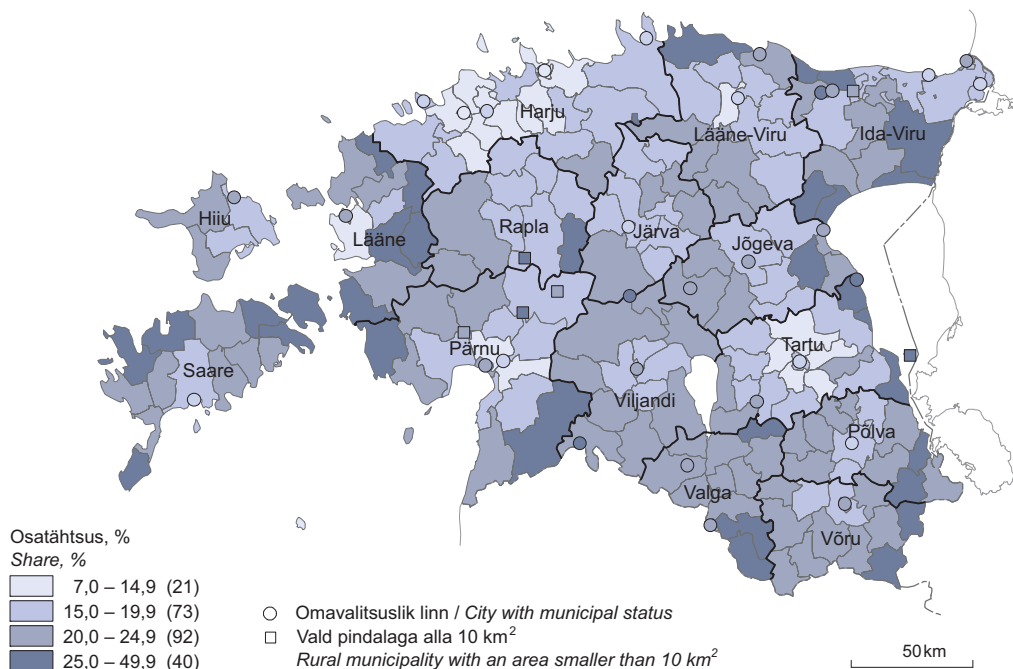 Harju
Lääne-Viru
Ida-Viru
Hiiu
Lääne
Rapla
Järva
Jõgeva
Saare
Pärnu
Viljandi
Tartu
Põlva
Valga
Võru
Osatähtsus, %
Share, %
7,0 – 14,9 (21)
15,0 – 19,9 (73)
20,0 – 24,9 (92)
25,0 – 49,9 (40)
Omavalitsuslik linn / City with municipal status
Vald pindalaga alla 10 km²
Rural municipality with an area smaller than 10 km²
50 km